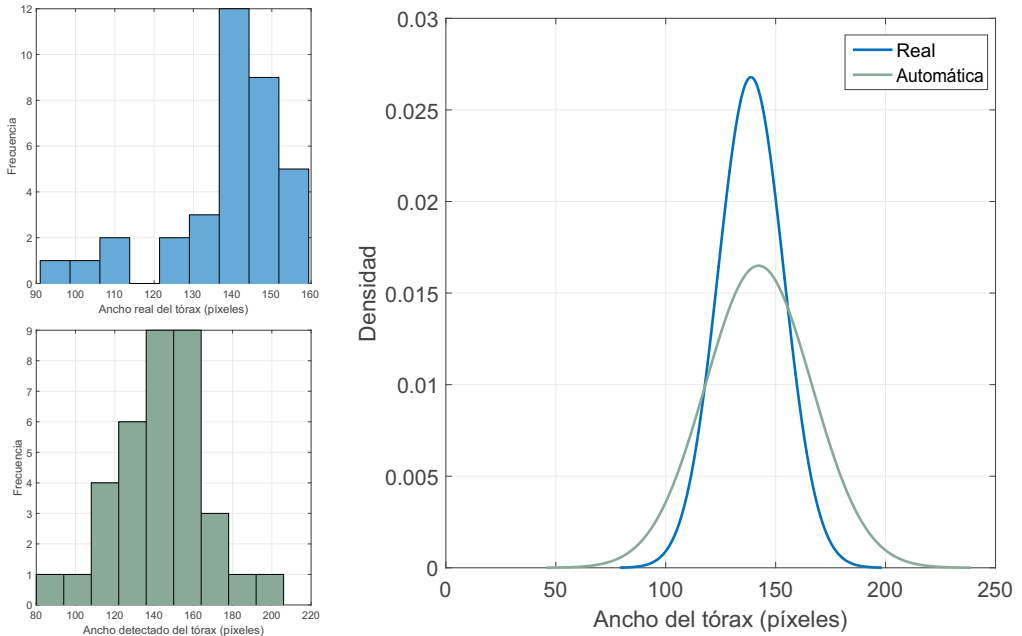 12
10
8
6
4
2
0
Frecuencia
90 100 110 120 130 140 150 160
Ancho real del tórax (píxeles)
9
8
7
6
5
4
3
2
1
0
Frecuencia
80 100 120 140 160 180 200 220
Ancho detectado del tórax (píxeles)
0.03
0.025
0.02
0.015
0.01
0.005
0
Densidad
Real
Automática
0 50 100 150 200 250
Ancho del tórax (píxeles)